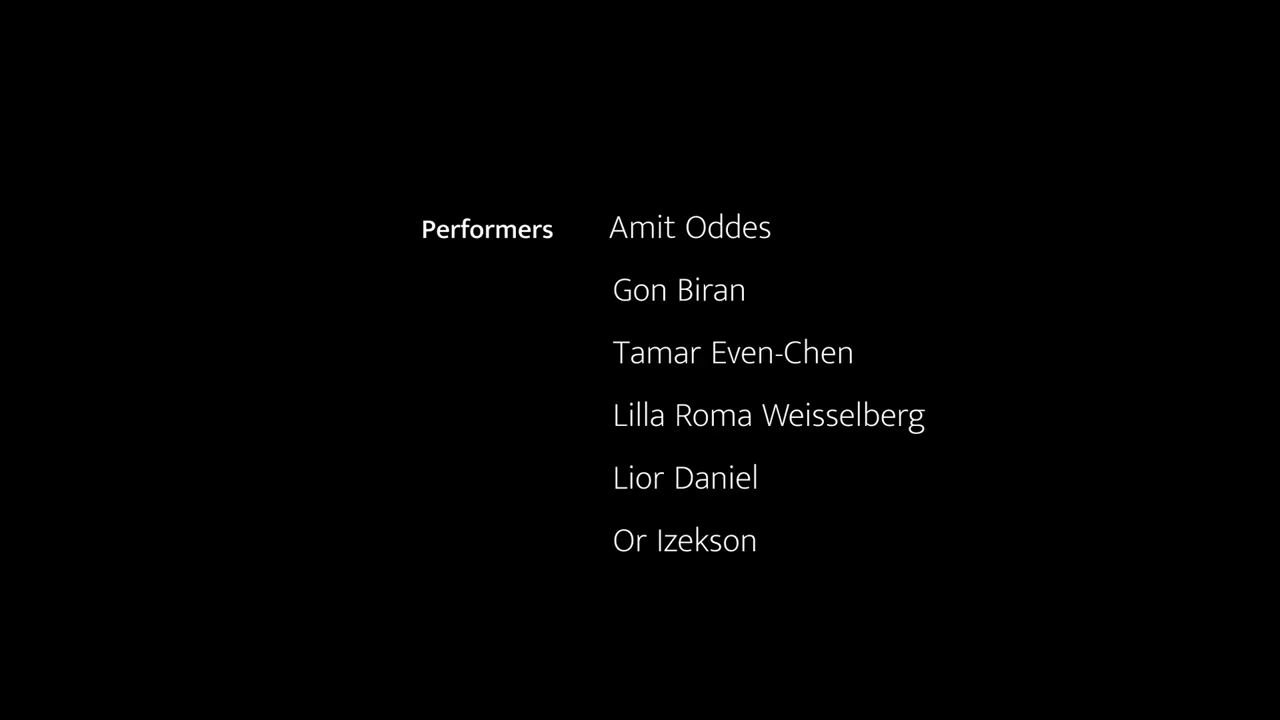 Performers Amit Oddes
Gon Biran
Tamar Even-Chen
Lilla Roma Weisselberg
Lior Daniel
Or Izekson